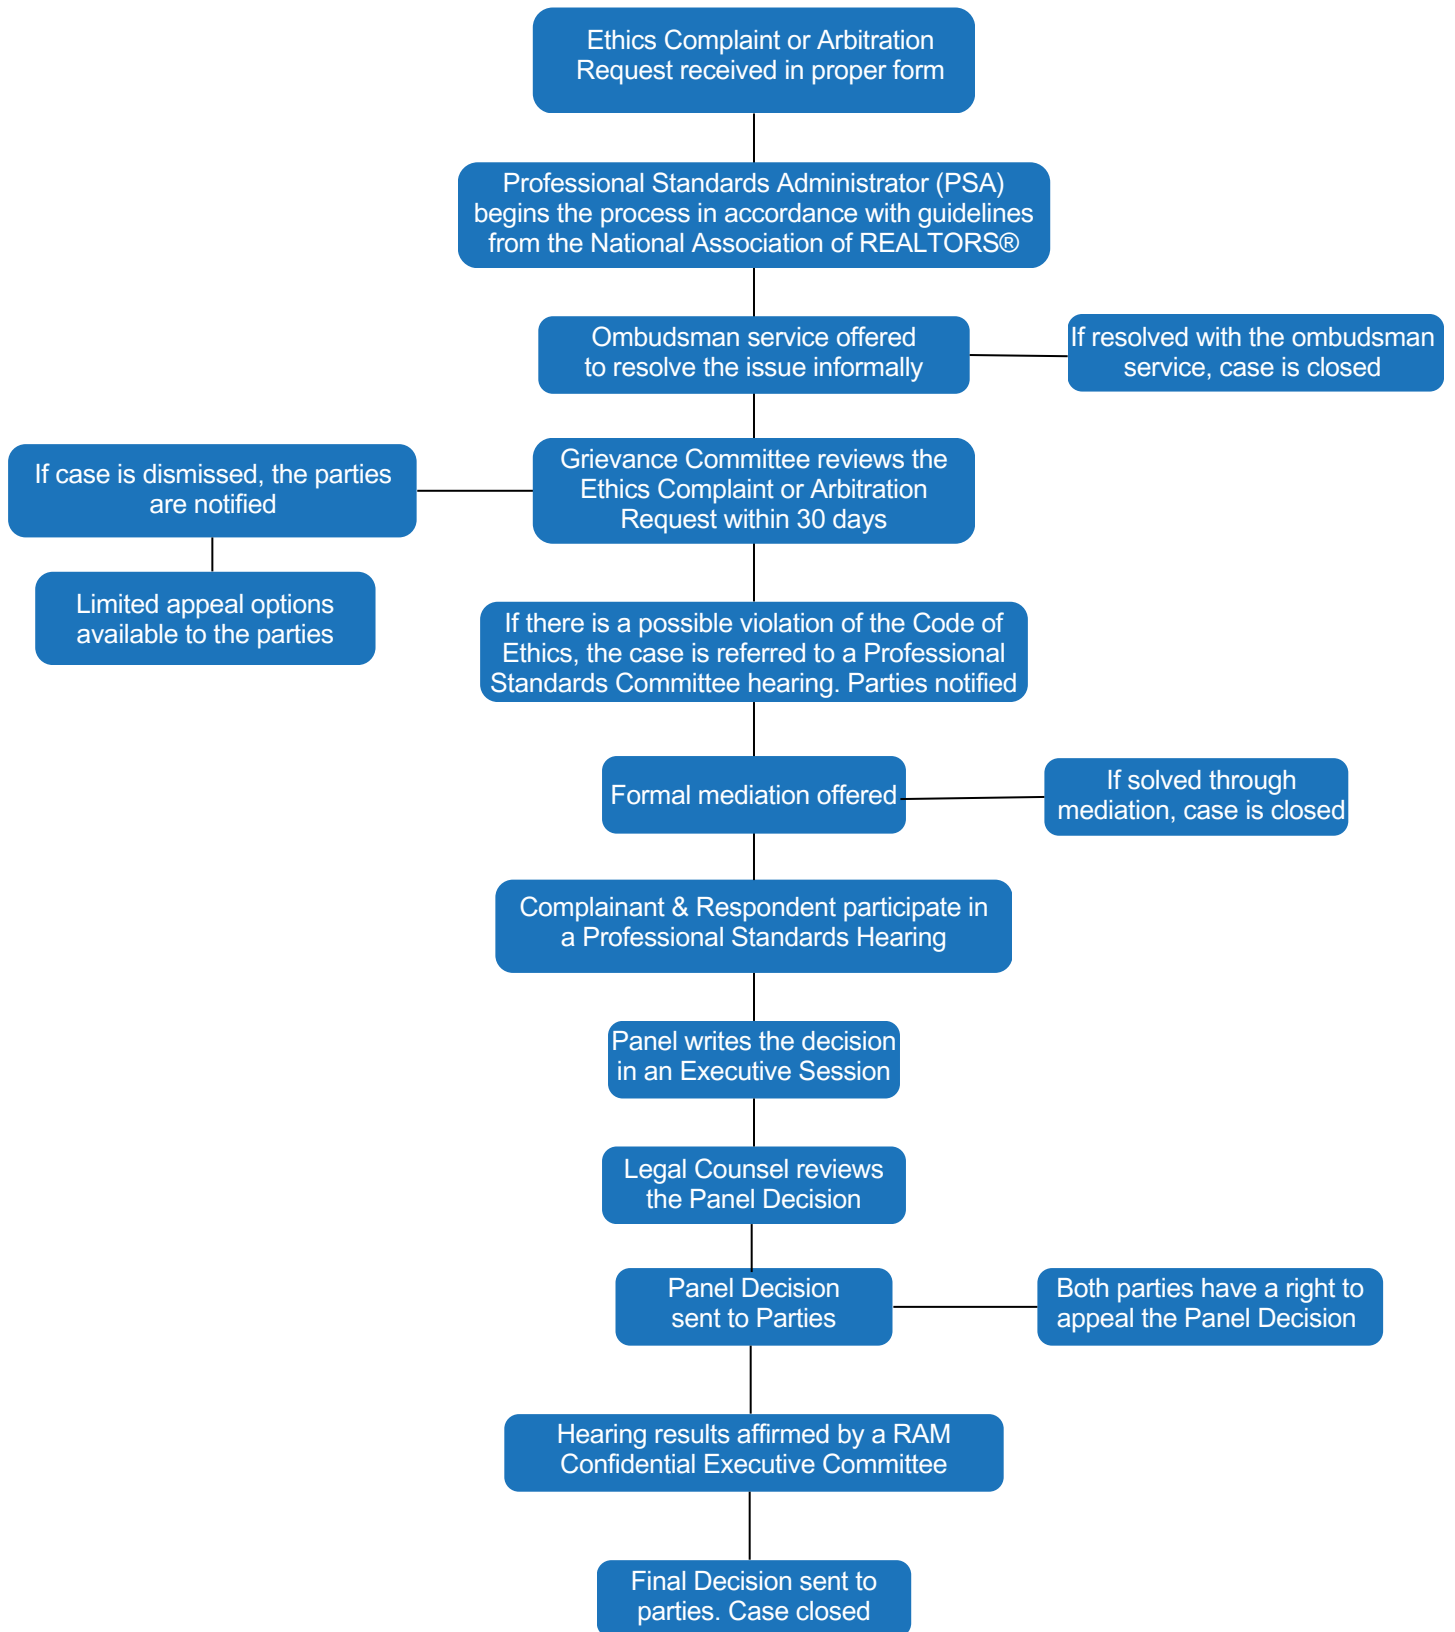 Ethics Complaint or Arbitration
Request received in proper form
Professional Standards Administrator (PSA)
begins the process in accordance with guidelines
from the National Association of REALTORS®
Ombudsman service offered
to resolve the issue informally
If resolved with the ombudsman
service, case is closed
Grievance Committee reviews the
Ethics Complaint or Arbitration
Request within 30 days
If case is dismissed, the parties
are notified
Limited appeal options
available to the parties
If there is a possible violation of the Code of
Ethics, the case is referred to a Professional
Standards Committee hearing. Parties notified
Formal mediation offered
If solved through
mediation, case is closed
Complainant & Respondent participate in
a Professional Standards Hearing
Panel writes the decision
in an Executive Session
Legal Counsel reviews
the Panel Decision
Panel Decision
sent to Parties
Both parties have a right to
appeal the Panel Decision
Hearing results affirmed by a RAM
Confidential Executive Committee
Final Decision sent to
parties. Case closed